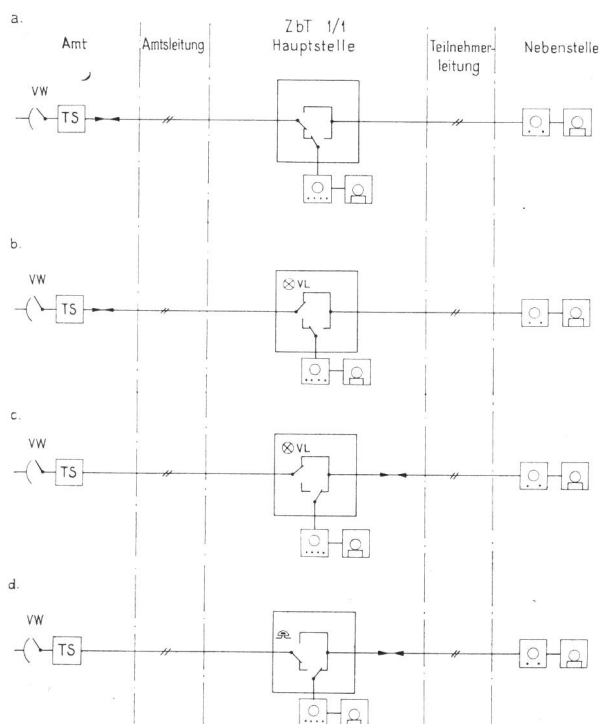 a.
ZbT 1/1
Amt Amtsleitung Hauptstelle Teilnehmer- Nebenstelle
leitung
VW
TS
b.
VW
TS
VL
c.
VW
TS
VL
d.
VW
TS